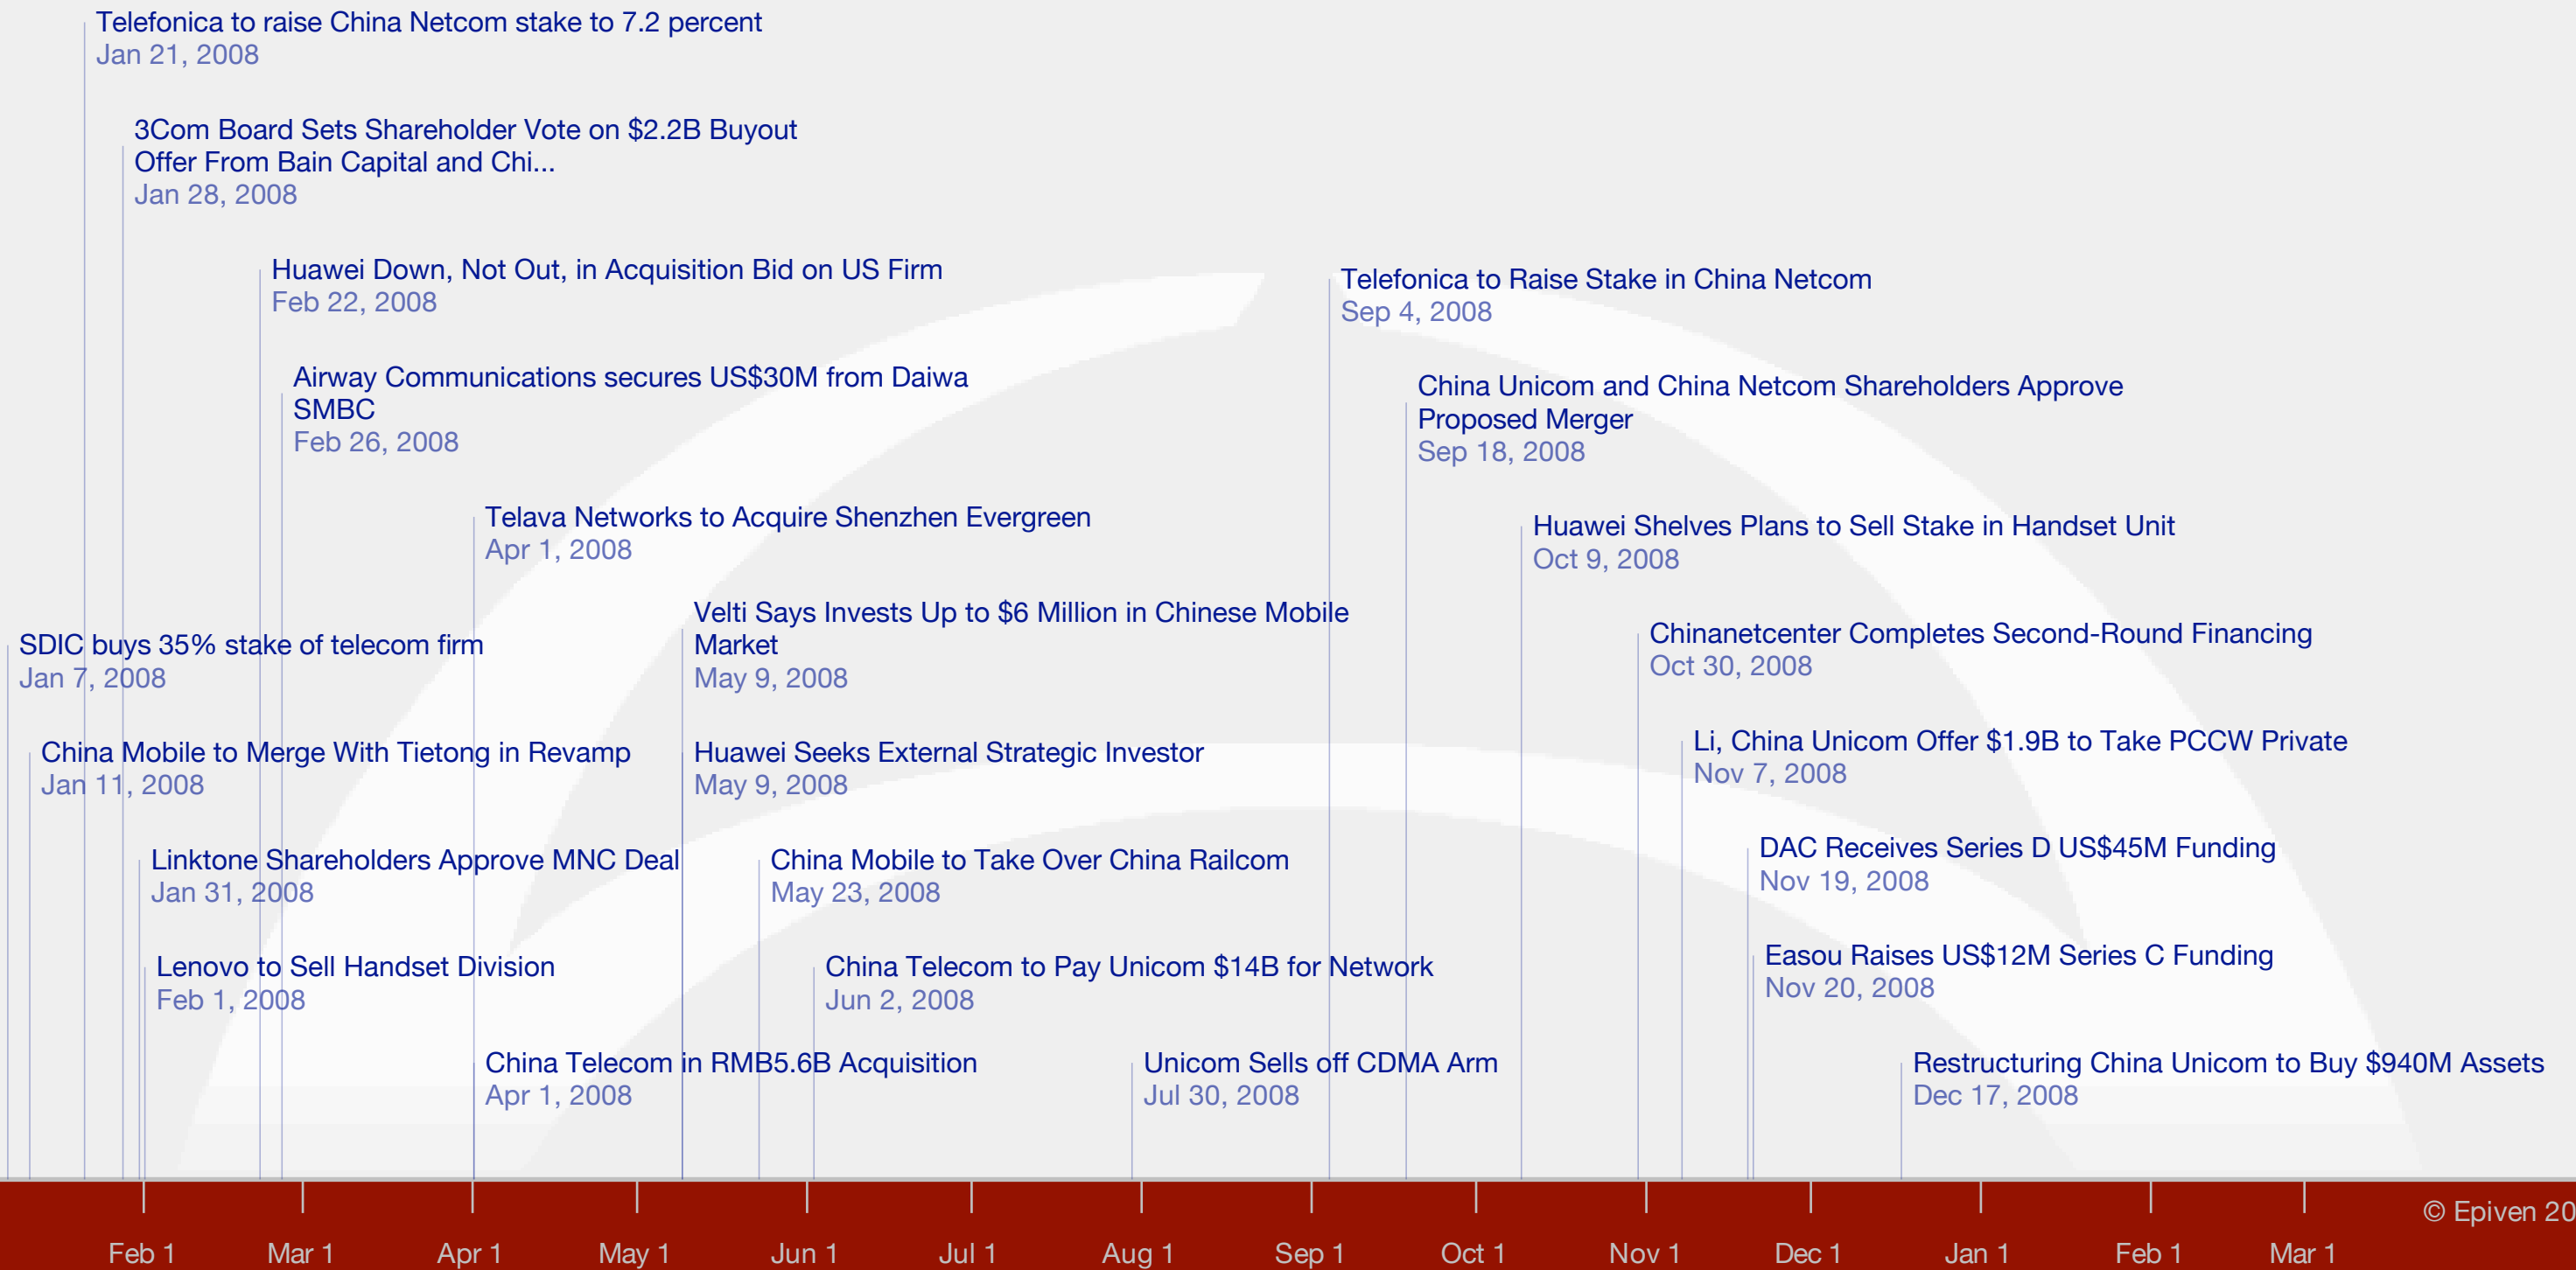 Telefonica to raise China Netcom stake to 7.2 percent
Jan 21, 2008
3Com Board Sets Shareholder Vote on $2.2B Buyout
Offer From Bain Capital and Chi...
Jan 28, 2008
Huawei Down, Not Out, in Acquisition Bid on US Firm
Feb 22, 2008
Airway Communications secures US$30M from Daiwa
SMBC
Feb 26, 2008
Telava Networks to Acquire Shenzhen Evergreen
Apr 1, 2008
Velti Says Invests Up to $6 Million in Chinese Mobile
Market
May 9, 2008
SDIC buys 35% stake of telecom firm
Jan 7, 2008
China Mobile to Merge With Tietong in Revamp
Jan 11, 2008
Huawei Seeks External Strategic Investor
May 9, 2008
Linktone Shareholders Approve MNC Deal
Jan 31, 2008
China Mobile to Take Over China Railcom
May 23, 2008
Lenovo to Sell Handset Division
Feb 1, 2008
China Telecom to Pay Unicom $14B for Network
Jun 2, 2008
China Telecom in RMB5.6B Acquisition
Apr 1, 2008
Unicom Sells off CDMA Arm
Jul 30, 2008
Telefonica to Raise Stake in China Netcom
Sep 4, 2008
China Unicom and China Netcom Shareholders Approve
Proposed Merger
Sep 18, 2008
Huawei Shelves Plans to Sell Stake in Handset Unit
Oct 9, 2008
Chinanetcenter Completes Second-Round Financing
Oct 30, 2008
Li, China Unicom Offer $1.9B to Take PCCW Private
Nov 7, 2008
DAC Receives Series D US$45M Funding
Nov 19, 2008
Easou Raises US$12M Series C Funding
Nov 20, 2008
Restructuring China Unicom to Buy $940M Assets
Dec 17, 2008
© Epiven 20
Feb 1 Mar 1 Apr 1 May 1 Jun 1 Jul 1 Aug 1 Sep 1 Oct 1 Nov 1 Dec 1 Jan 1 Feb 1 Mar 1